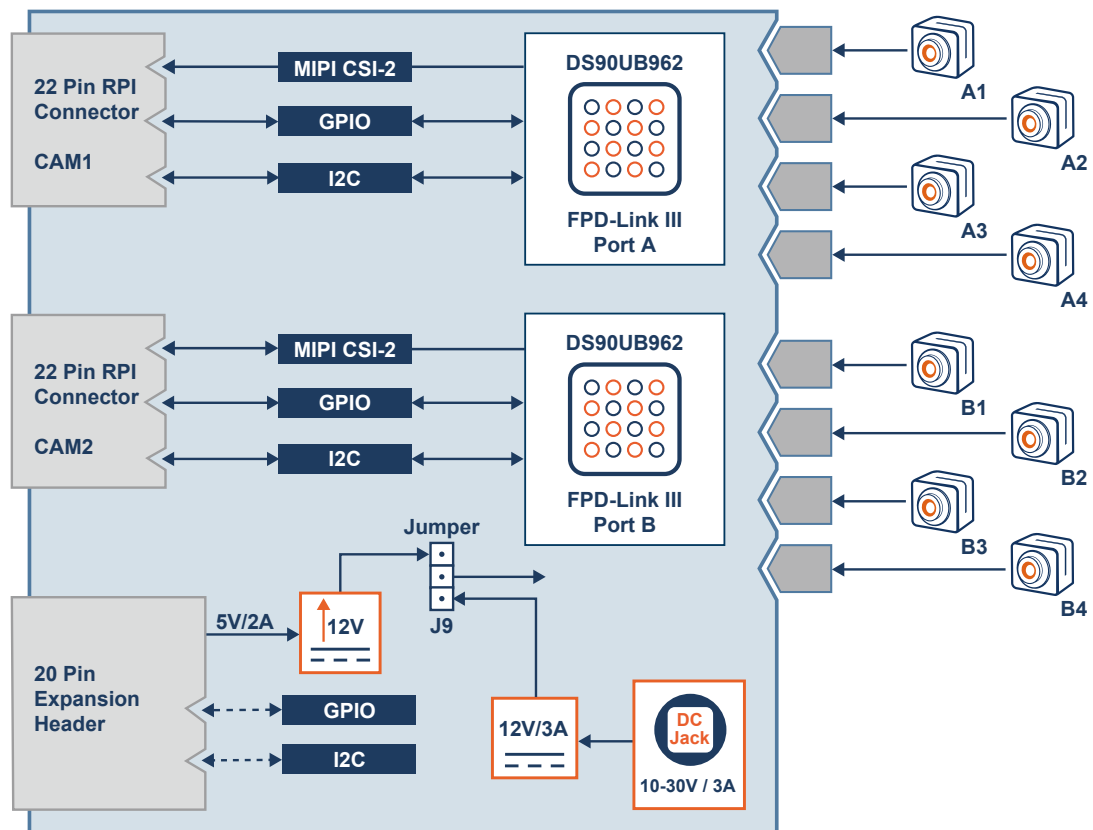 22 Pin RPI
Connector
CAM1
MIPI CSI-2
GPIO
I2C
DS90UB962
FPD-Link III
Port A
A1
A2
A3
A4
22 Pin RPI
Connector
CAM2
MIPI CSI-2
GPIO
I2C
DS90UB962
FPD-Link III
Port B
B1
B2
B3
B4
Jumper
J9
5V/2A
12V
20 Pin
Expansion
Header
GPIO
I2C
12V/3A
DC
Jack
10-30V / 3A